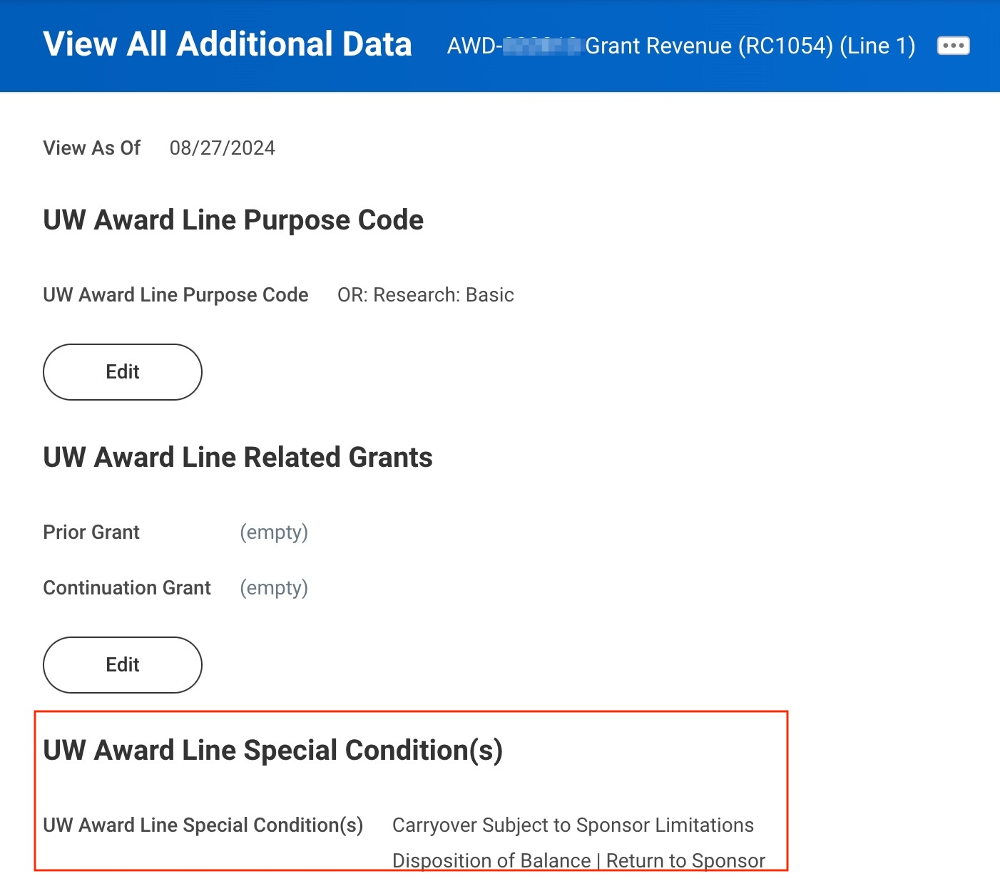 View All Additional Data AWD- Grant Revenue (RC1054) (Line 1)
View As Of 08/27/2024
UW Award Line Purpose Code
UW Award Line Purpose Code OR: Research: Basic
Edit
UW Award Line Related Grants
Prior Grant (empty)
Continuation Grant (empty)
Edit
UW Award Line Special Condition(s)
UW Award Line Special Condition(s) Carryover Subject to Sponsor Limitations
Disposition of Balance | Return to Sponsor